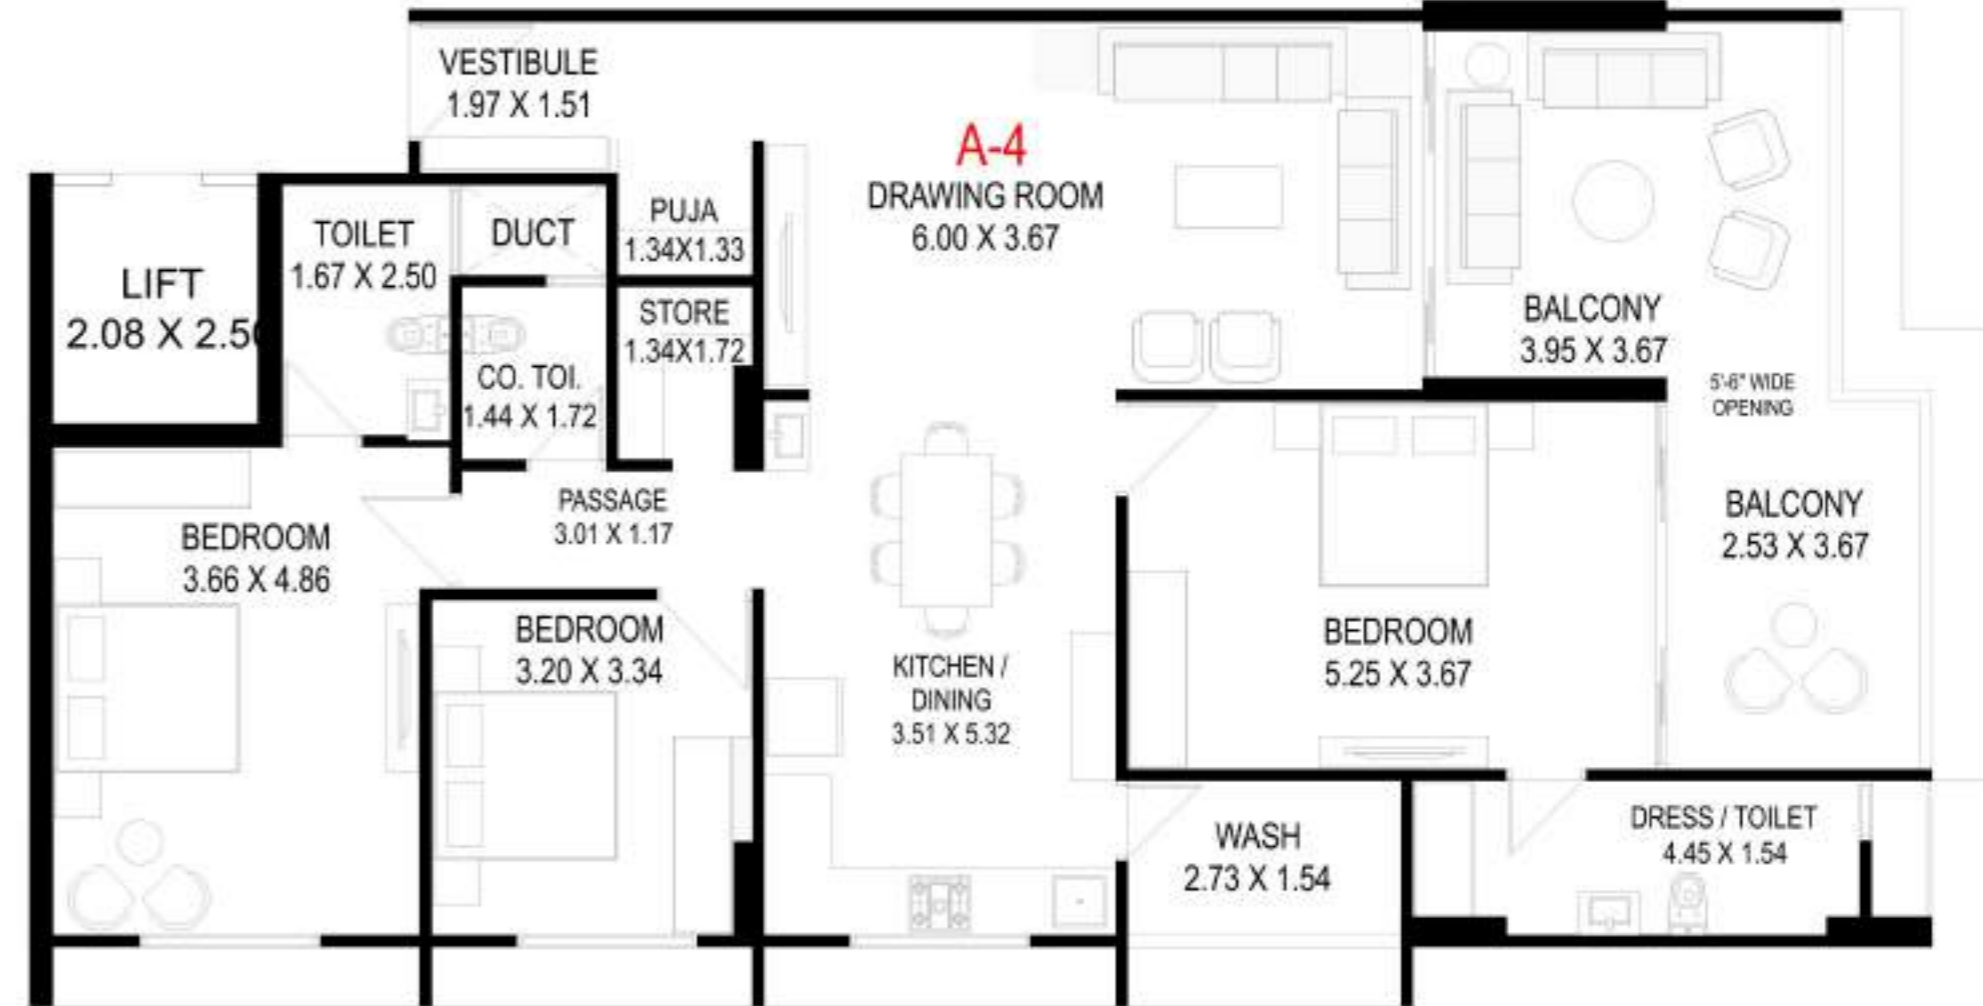 VESTIBULE
1.97 X 1.51
A-4
DRAWING ROOM
6.00 X 3.67
LIFT
2.08 X 2.50
TOILET
1.67 X 2.50
DUCT
PUJA
1.34X1.33
STORE
1.34X1.72
CO. TOI.
1.44 X 1.72
BALCONY
3.95 X 3.67
5'-6" WIDE
OPENING
PASSAGE
3.01 X 1.17
BEDROOM
3.66 X 4.86
BEDROOM
3.20 X 3.34
KITCHEN /
DINING
3.51 X 5.32
BEDROOM
5.25 X 3.67
BALCONY
2.53 X 3.67
WASH
2.73 X 1.54
DRESS / TOILET
4.45 X 1.54